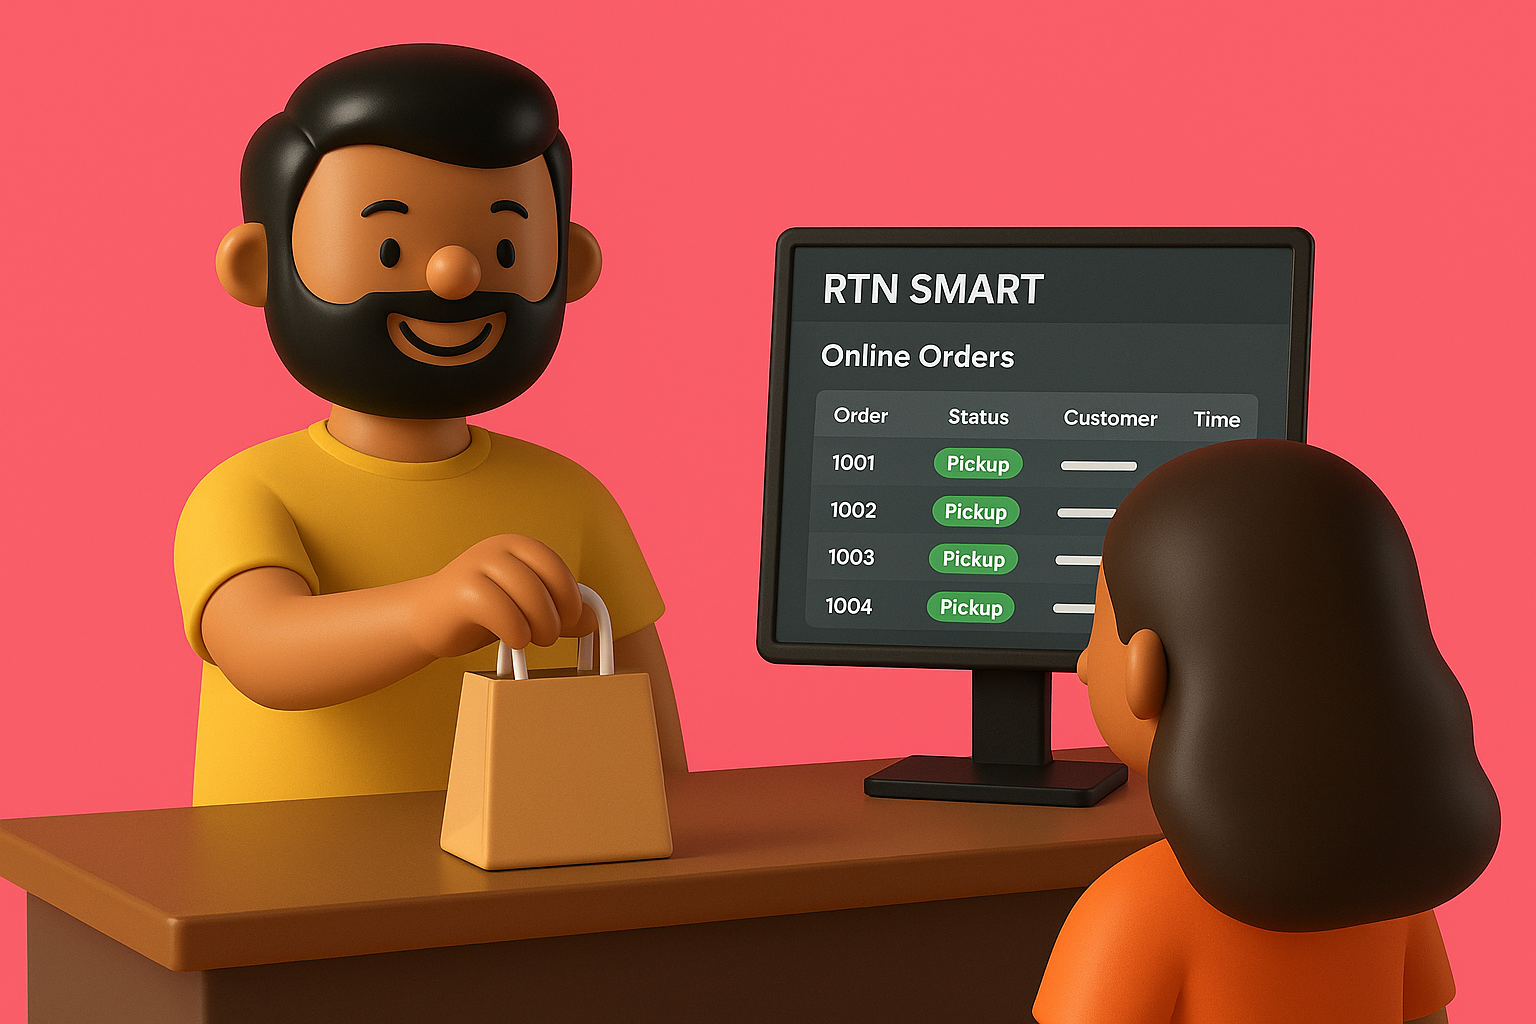 RTN SMART
Online Orders
Order Status Customer Time
1001 Pickup
1002 Pickup
1003 Pickup
1004 Pickup